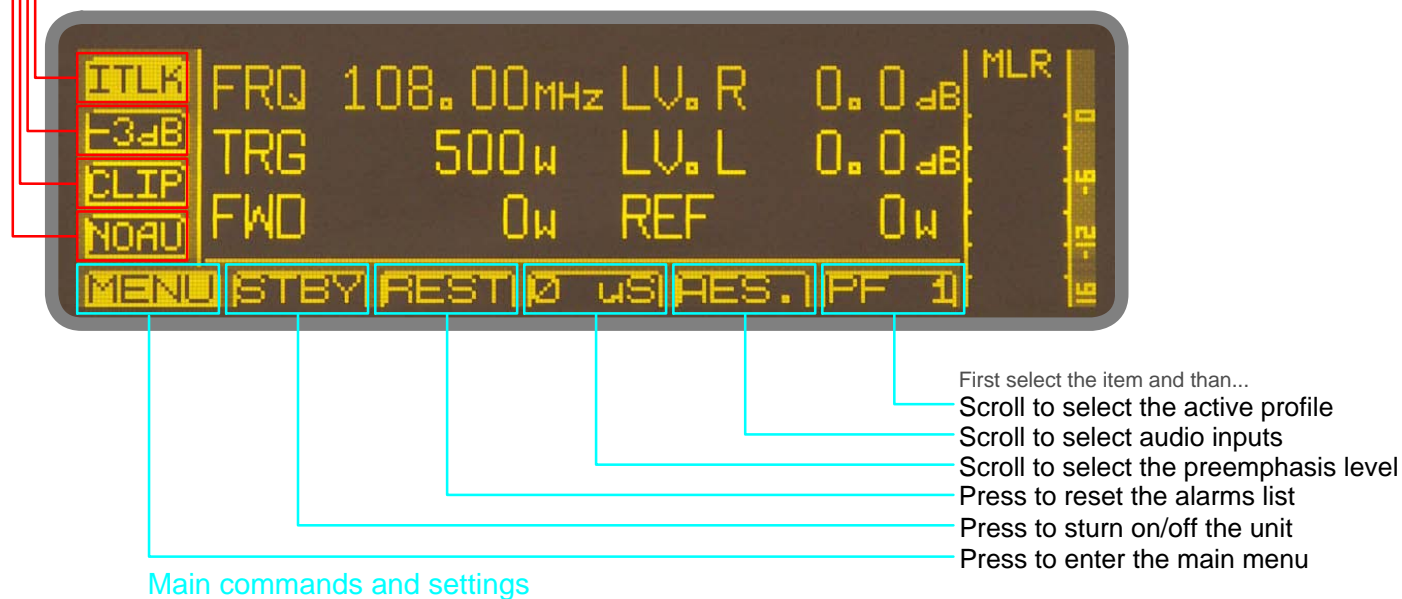 ITLK
FRQ 108.00MHz LV.R 0.0dB
MLR
-3dB
TRG 500W LV.L 0.0dB
0
CLIP
-6
NOAU
FWD 0W REF 0W
-12
MENU STBY REST 0 uS AES. PF 1
First select the item and than...
Scroll to select the active profile
Scroll to select audio inputs
Scroll to select the preemphasis level
Press to reset the alarms list
Press to sturn on/off the unit
Press to enter the main menu
Main commands and settings